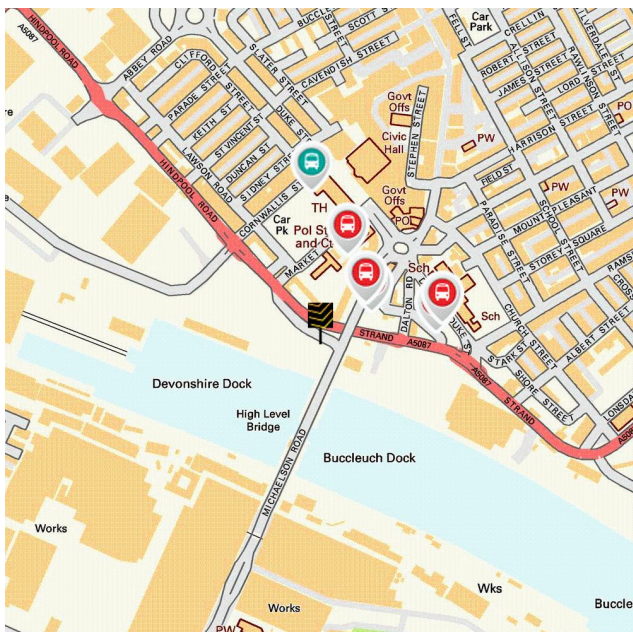 HINDPOOL ROAD
A5087
ABBEY ROAD
CLIFFORD
STREET
SLATER STREET
SCOTT ST
CAVENDISH STREET
Car
Park
FELL ST
CRELLIN
ROBERT STREET
ALLISON STREET
JAMES STREET
LORD STREET
RAWLINSON STREET
PARADE STREET
KEITH ST
ST VINCENT ST
DUNCAN ST
SIDNEY STREET
LAWSON ROAD
DUKE
Govt
Offs
Civic
Hall
STEPHEN STREET
PW
HARRISON STREET
PO
CORNWALLIS
HINDPOOL ROAD
TH
Govt
Offs
POL
FIELD ST
PW
PW
Car
Pk
Pol St
and Ct
MARKET
PARADISE STREET
MOUNT PLEASANT
SCHOOL STREET
STOREY SQUARE
Sch
DALTON RD
Sch
DUKE ST
CHURCH STREET
STARK ST
ALBERT STREET
SHORE STREET
STRAND
A5087
A5087
STRAND
Devonshire Dock
High Level
Bridge
Buccleuch Dock
MICHAELSON ROAD
Works
Works
Wks
PW